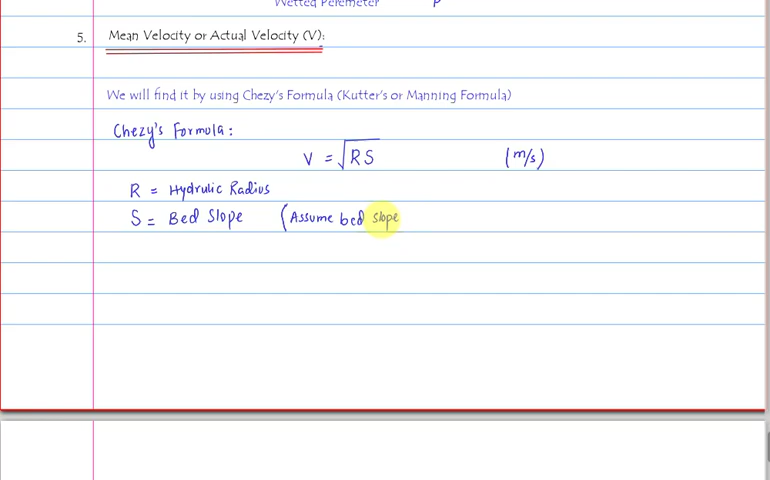 Wetted Peremeter P
5. Mean Velocity or Actual Velocity (V):
We will find it by using Chezy's Formula (Kutter's or Manning Formula)
Chezy's Formula:
V = √RS (m/s)
R = Hydrulic Radius
S = Bed Slope (Assume bed slope